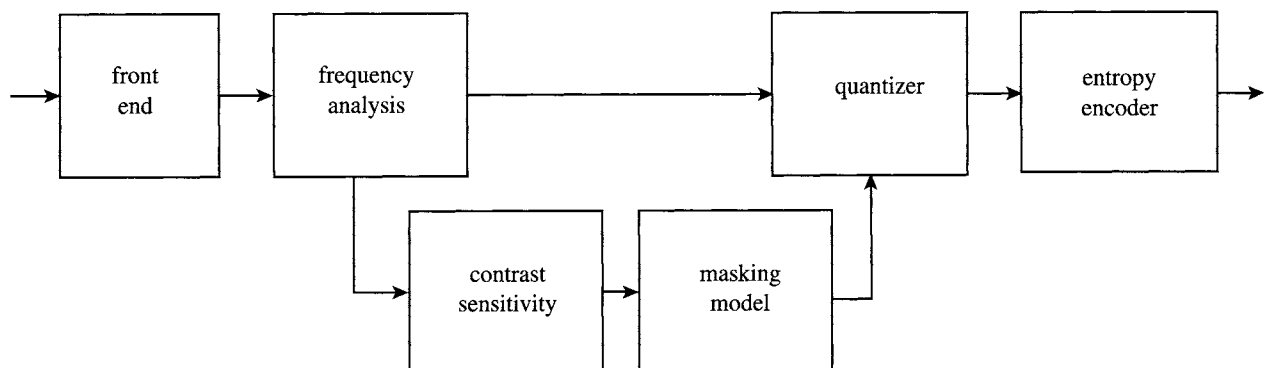 front
end
frequency
analysis
quantizer
entropy
encoder
contrast
sensitivity
masking
model